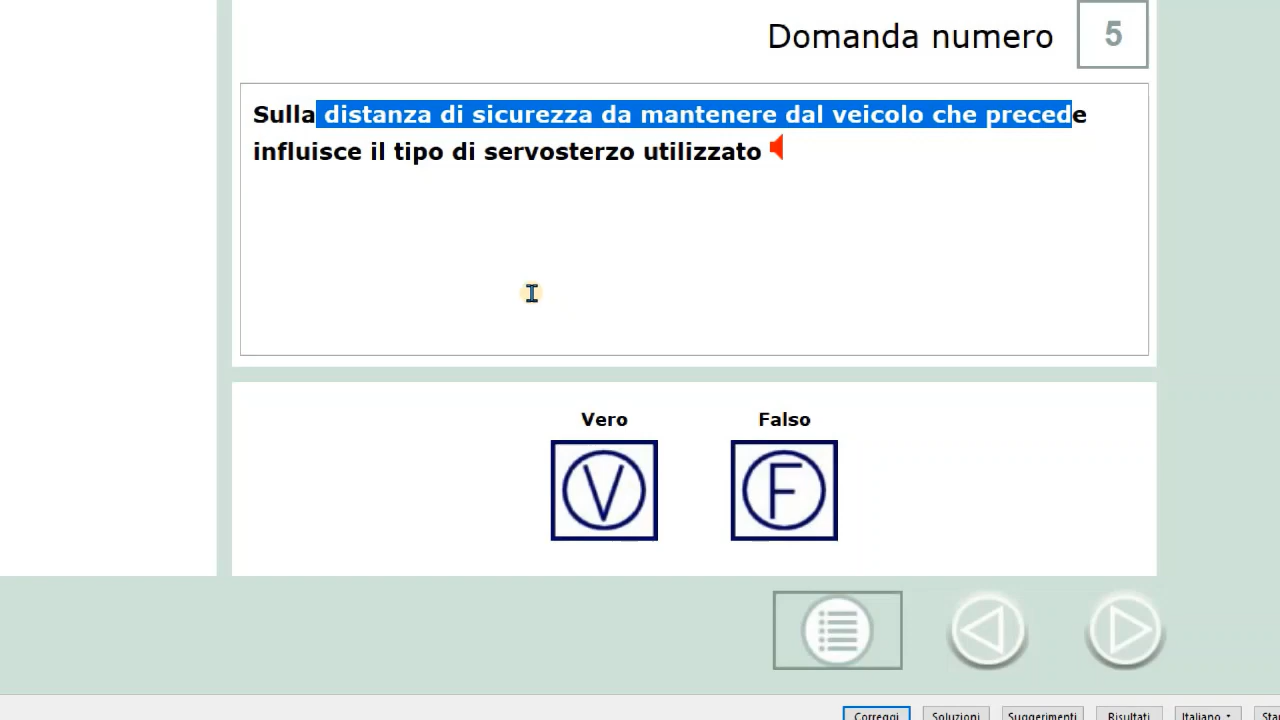 Domanda numero 5
Sulla distanza di sicurezza da mantenere dal veicolo che precede
influisce il tipo di servosterzo utilizzato
Vero Falso
V F
Correggi Soluzioni Suggerimenti Risultati Italiano